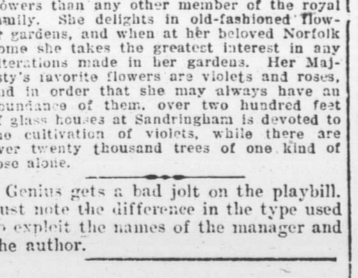 owers than any other member of the royal
amily. She delights in old-fashioned flow-
r gardens, and when at her beloved Norfolk
ome she takes the greatest interest in any
lterations made in her gardens. Her Maj-
sty's favorite flowers are violets and roses,
nd in order that she may always have an
bundance of them, over two hundred feet
f glass houses at Sandringham is devoted to
he cultivation of violets, while there are
ver twenty thousand trees of one kind of
ose alone.
Genius gets a bad jolt on the playbill.
ust note the difference in the type used
o exploit the names of the manager and
he author.